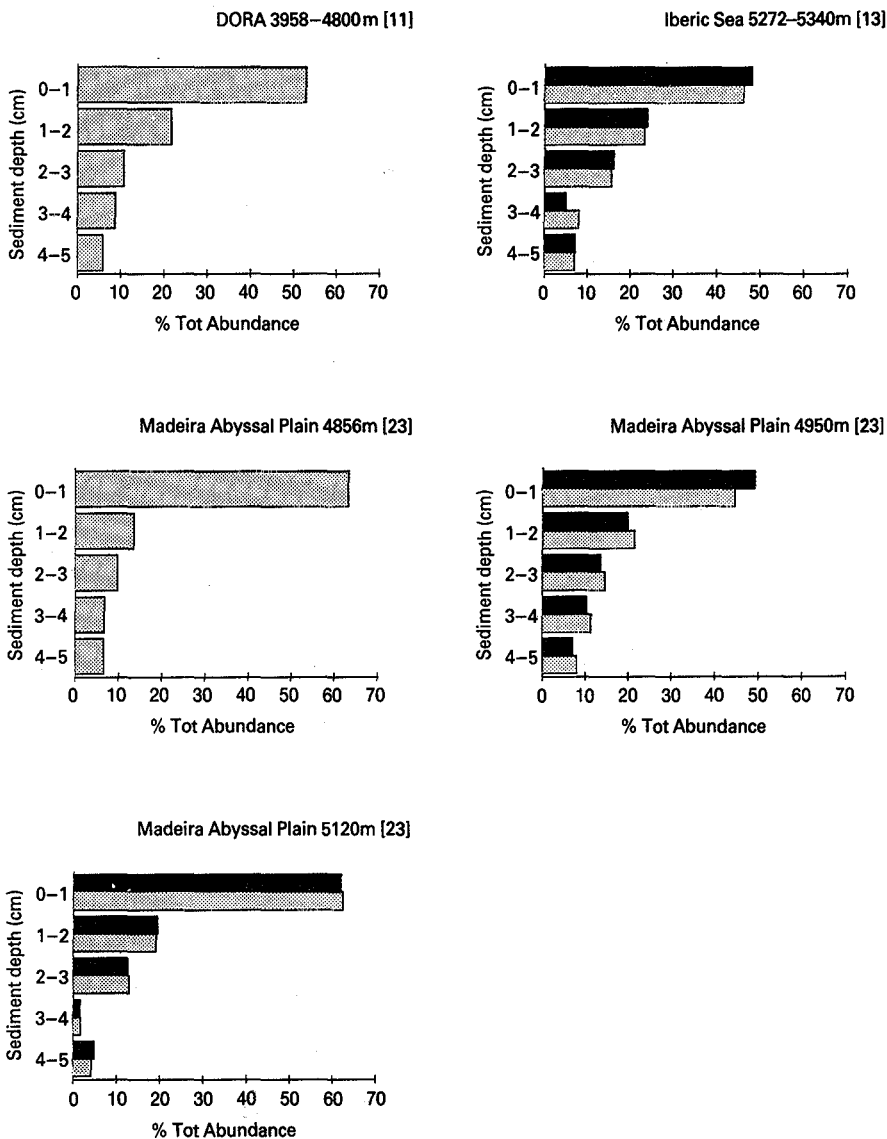 DORA 3958–4800m [11]
Sediment depth (cm)
0–1
1–2
2–3
3–4
4–5
0 10 20 30 40 50 60 70
% Tot Abundance
Iberic Sea 5272–5340m [13]
Sediment depth (cm)
0–1
1–2
2–3
3–4
4–5
0 10 20 30 40 50 60 70
% Tot Abundance
Madeira Abyssal Plain 4856m [23]
Sediment depth (cm)
0–1
1–2
2–3
3–4
4–5
0 10 20 30 40 50 60 70
% Tot Abundance
Madeira Abyssal Plain 4950m [23]
Sediment depth (cm)
0–1
1–2
2–3
3–4
4–5
0 10 20 30 40 50 60 70
% Tot Abundance
Madeira Abyssal Plain 5120m [23]
Sediment depth (cm)
0–1
1–2
2–3
3–4
4–5
0 10 20 30 40 50 60 70
% Tot Abundance